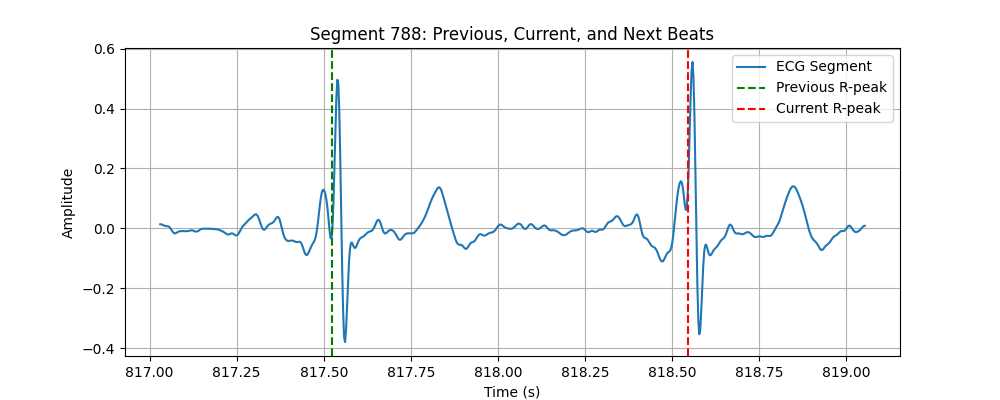 Segment 788: Previous, Current, and Next Beats
0.6
0.4
0.2
0.0
−0.2
−0.4
Amplitude
ECG Segment
Previous R-peak
Current R-peak
817.00 817.25 817.50 817.75 818.00 818.25 818.50 818.75 819.00
Time (s)